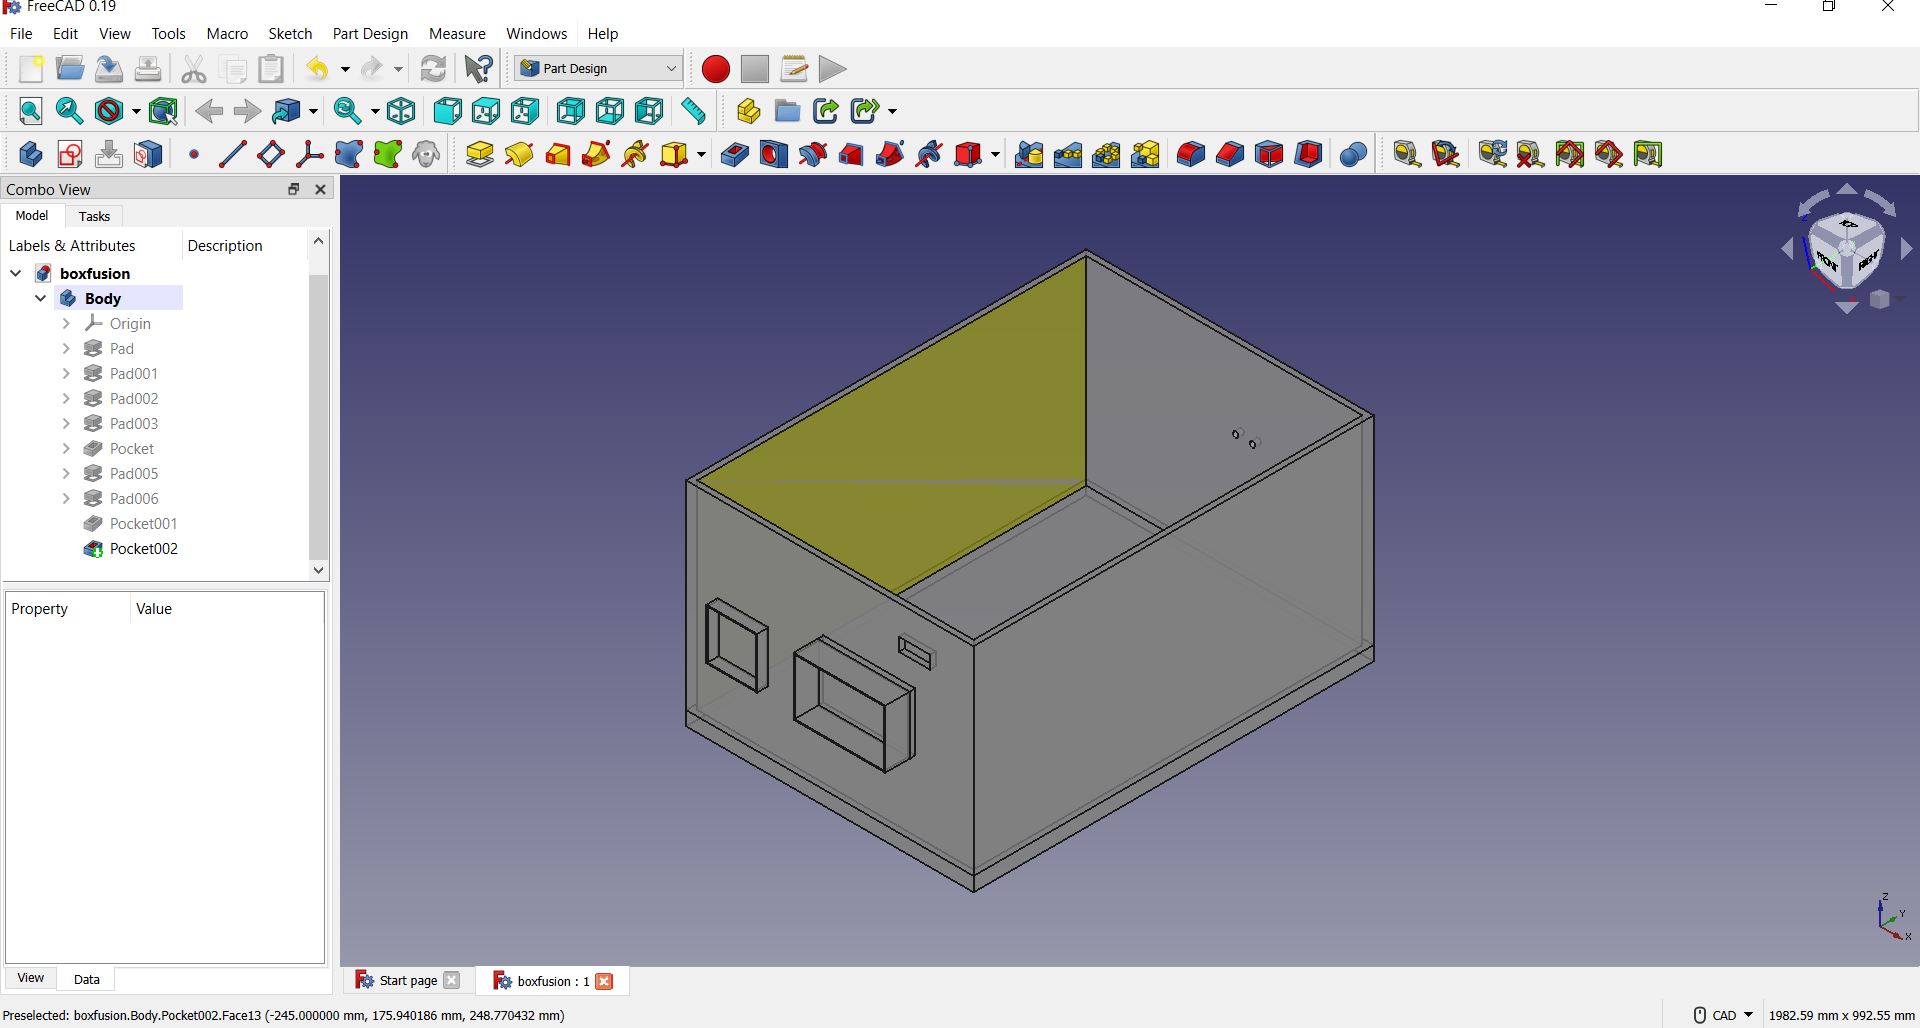 FreeCAD 0.19
File Edit View Tools Macro Sketch Part Design Measure Windows Help
Part Design
Combo View
Model Tasks
Labels & Attributes Description
boxfusion
Body
Origin
Pad
Pad001
Pad002
Pad003
Pocket
Pad005
Pad006
Pocket001
Pocket002
Property Value
FRONT RIGHT
Z
Y
X
View Data
Start page boxfusion : 1
Preselected: boxfusion.Body.Pocket002.Face13 (-245.000000 mm, 175.940186 mm, 248.770432 mm) CAD 1982.59 mm x 992.55 mm